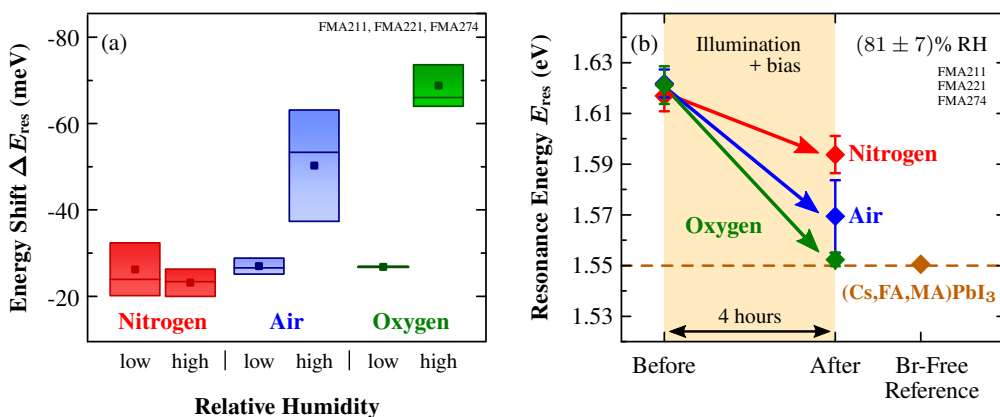 (a)
FMA211, FMA221, FMA274
Energy Shift Δ E_res (meV)
-80
-60
-40
-20
Nitrogen
Air
Oxygen
low high | low high | low high
Relative Humidity
(b)
Illumination
+ bias
(81 ± 7)% RH
FMA211
FMA221
FMA274
Resonance Energy E_res (eV)
1.63
1.61
1.59
1.57
1.55
1.53
Nitrogen
Air
Oxygen
(Cs,FA,MA)PbI₃
4 hours
Before
After
Br-Free
Reference